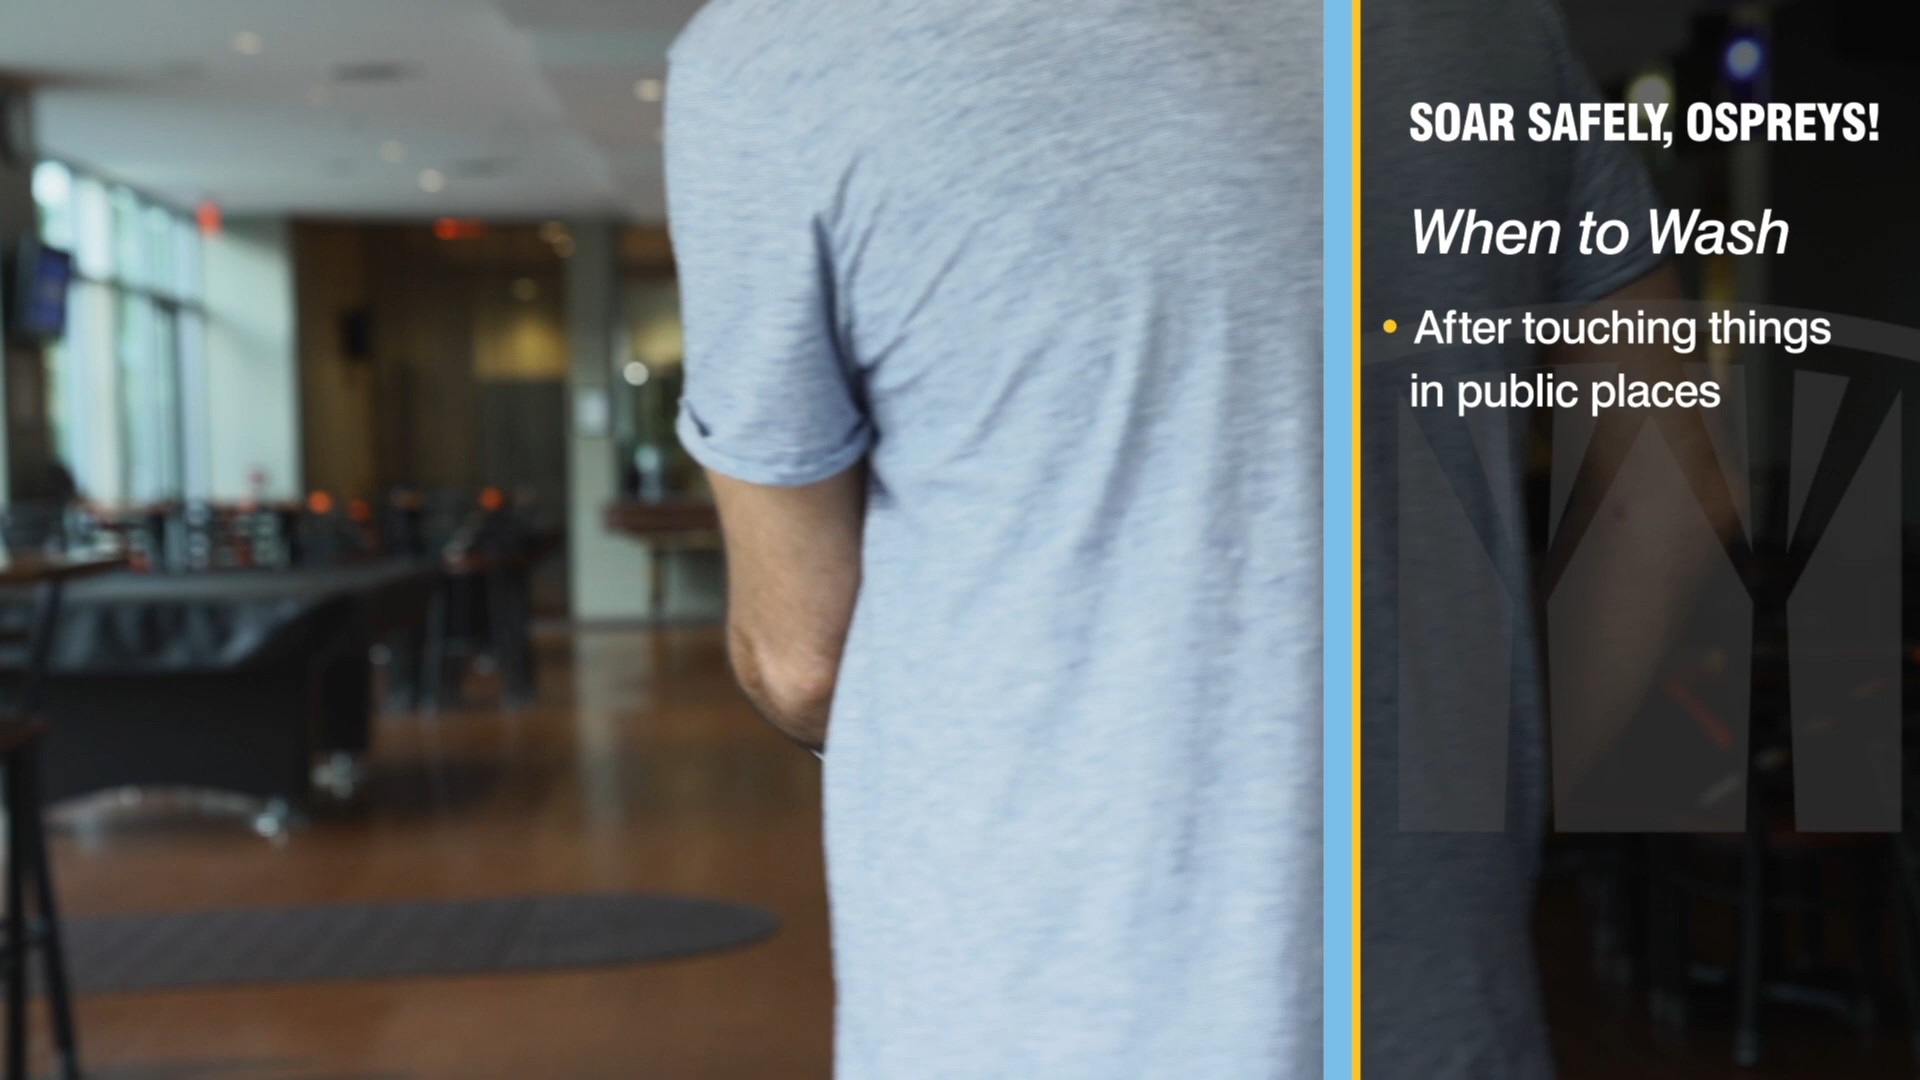 SOAR SAFELY, OSPREYS!
When to Wash
• After touching things
in public places